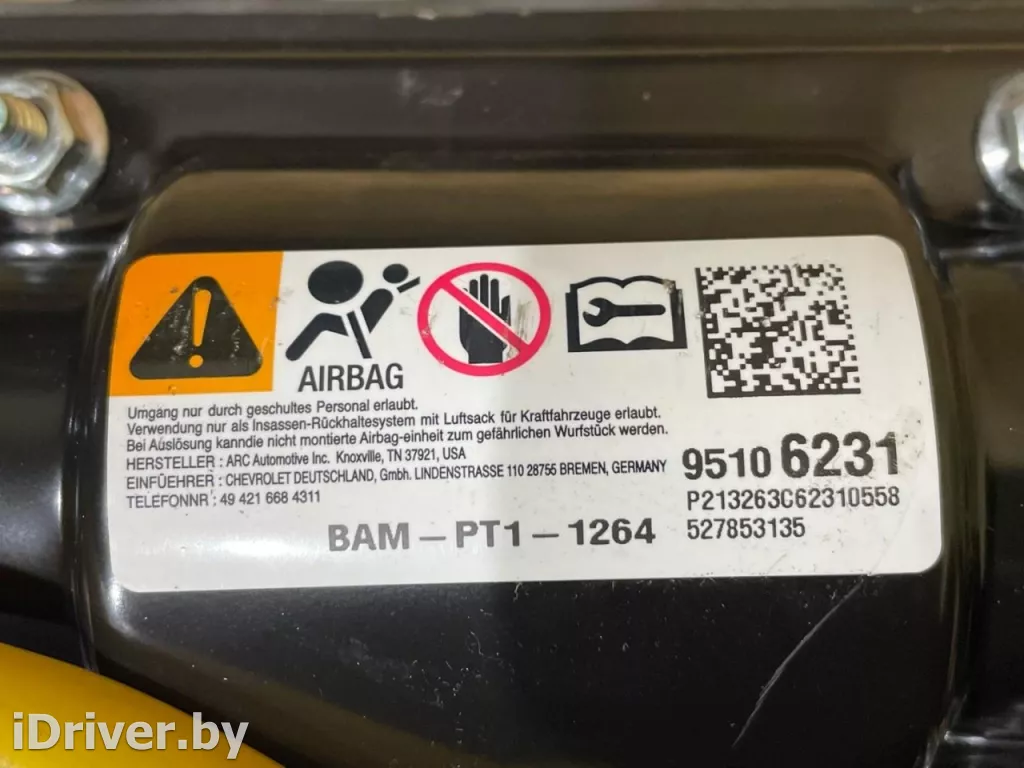 AIRBAG
Umgang nur durch geschultes Personal erlaubt.
Verwendung nur als Insassen-Rückhaltesystem mit Luftsack für Kraftfahrzeuge erlaubt.
Bei Auslösung kanndie nicht montierte Airbag-einheit zum gefährlichen Wurfstück werden.
HERSTELLER : ARC Automotive Inc. Knoxville, TN 37921, USA
EINFÜEHRER : CHEVROLET DEUTSCHLAND, Gmbh. LINDENSTRASSE 110 28755 BREMEN, GERMANY
TELEFONNR : 49 421 668 4311
9510 6231
P213263C62310558
527853135
BAM – PT1 – 1264
iDriver.by